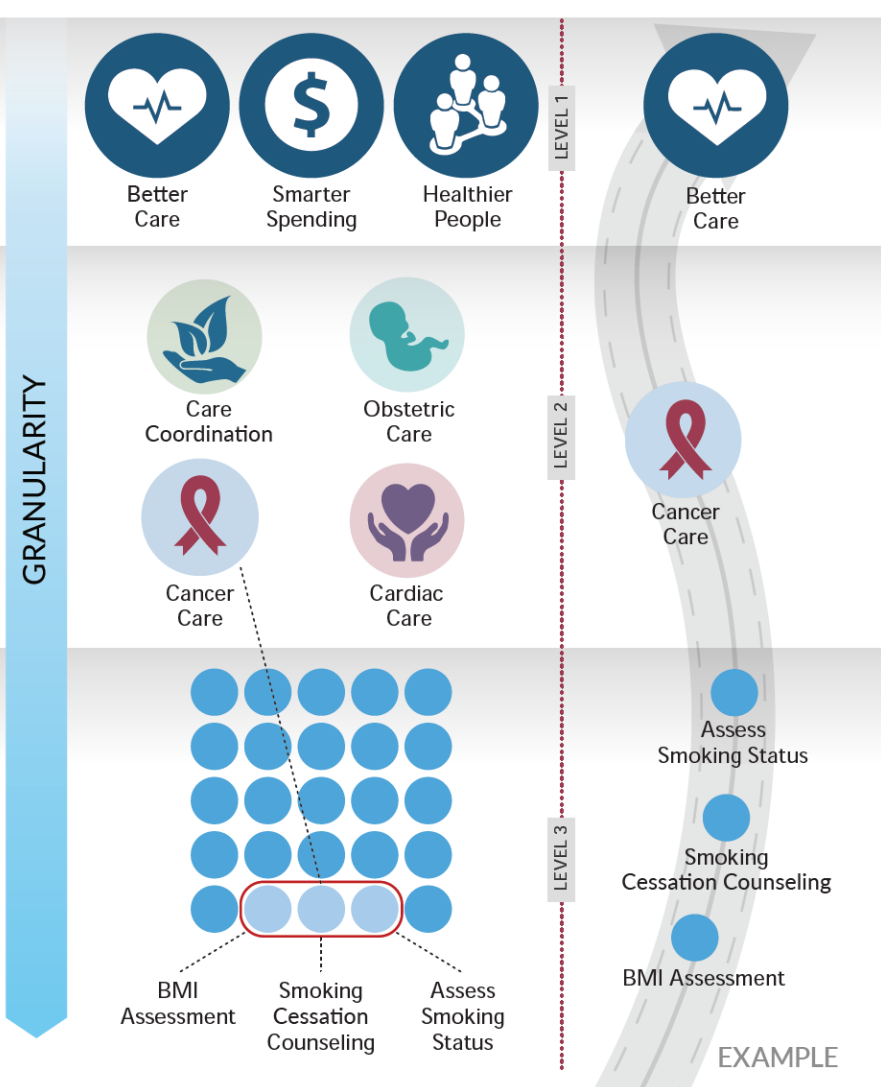 Better
Care
Smarter
Spending
Healthier
People
LEVEL 1
Better
Care
GRANULARITY
Care
Coordination
Obstetric
Care
Cancer
Care
Cardiac
Care
LEVEL 2
Cancer
Care
BMI
Assessment
Smoking
Cessation
Counseling
Assess
Smoking
Status
LEVEL 3
Assess
Smoking Status
Smoking
Cessation Counseling
BMI Assessment
EXAMPLE
$